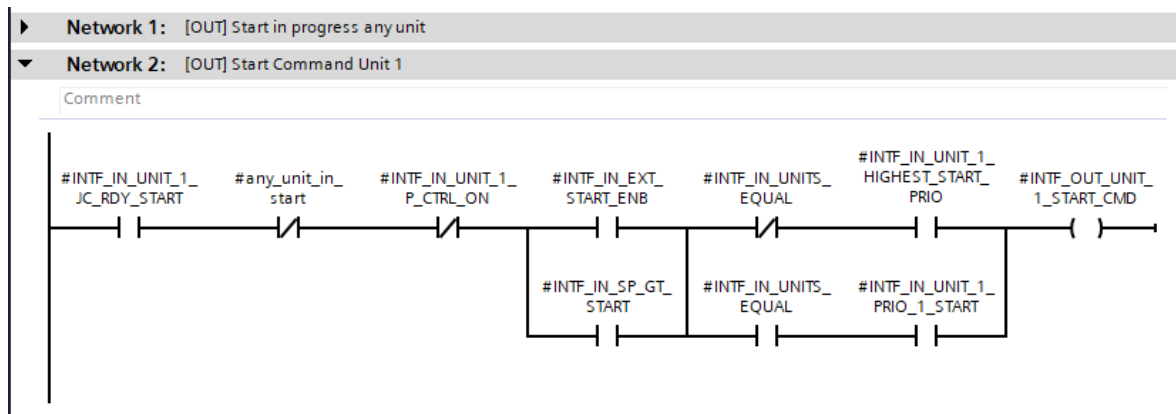 Network 1: [OUT] Start in progress any unit
Network 2: [OUT] Start Command Unit 1
Comment
#INTF_IN_UNIT_1_
JC_RDY_START
#any_unit_in_
start
#INTF_IN_UNIT_1_
P_CTRL_ON
#INTF_IN_EXT_
START_ENB
#INTF_IN_UNITS_
EQUAL
#INTF_IN_UNIT_1_
HIGHEST_START_
PRIO
#INTF_OUT_UNIT_
1_START_CMD
#INTF_IN_SP_GT_
START
#INTF_IN_UNITS_
EQUAL
#INTF_IN_UNIT_1_
PRIO_1_START